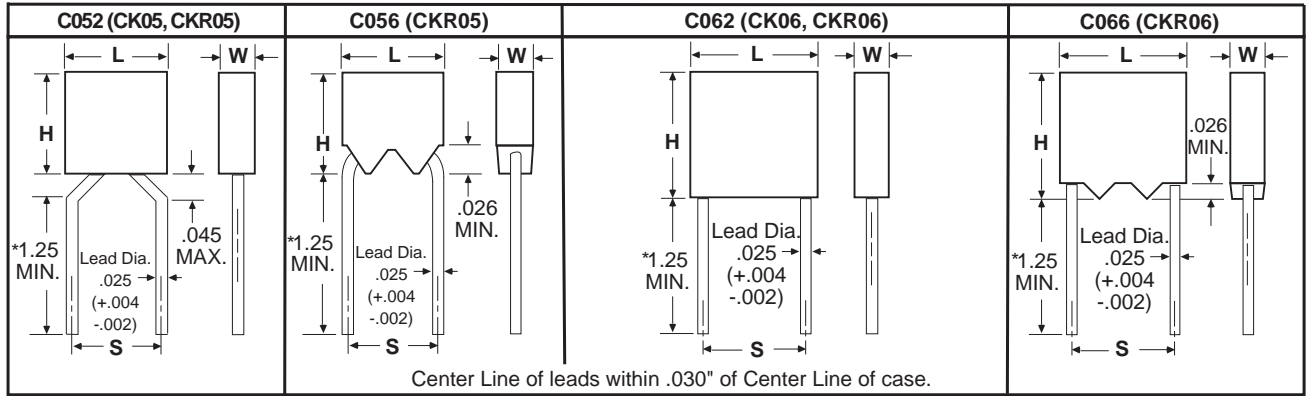 C052 (CK05, CKR05)
L
W
H
*1.25
MIN.
Lead Dia.
.025
(+.004
-.002)
.045
MAX.
S
C056 (CKR05)
L
W
H
*1.25
MIN.
Lead Dia.
.025
(+.004
-.002)
.026
MIN.
S
C062 (CK06, CKR06)
L
W
H
*1.25
MIN.
Lead Dia.
.025
(+.004
-.002)
S
C066 (CKR06)
L
W
H
.026
MIN.
*1.25
MIN.
Lead Dia.
.025
(+.004
-.002)
S
Center Line of leads within .030" of Center Line of case.